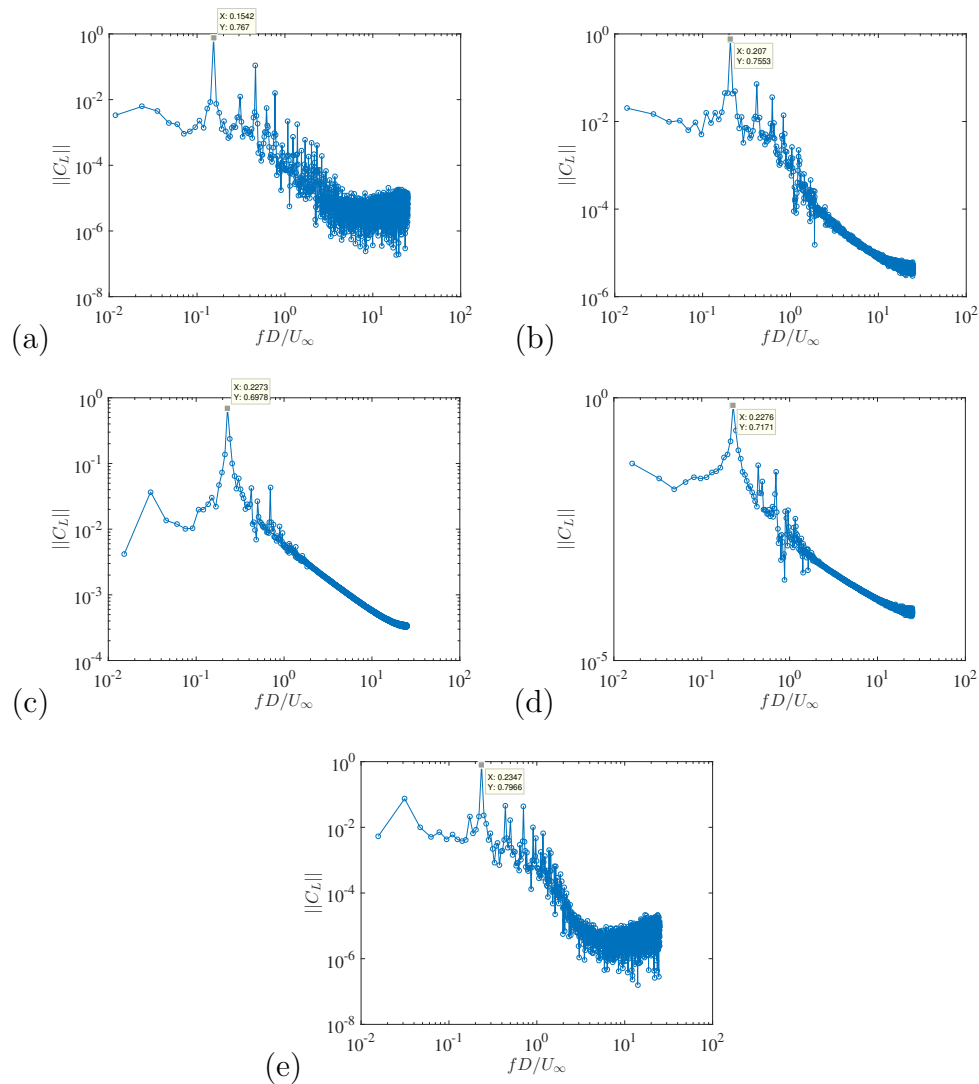 X: 0.1542
Y: 0.767
10^0
10^-2
10^-4
10^-6
10^-8
||C_L||
10^-2 10^-1 10^0 10^1 10^2
fD/U_∞
(a)
X: 0.207
Y: 0.7553
10^0
10^-2
10^-4
10^-6
||C_L||
10^-2 10^-1 10^0 10^1 10^2
fD/U_∞
(b)
X: 0.2273
Y: 0.6978
10^0
10^-1
10^-2
10^-3
10^-4
||C_L||
10^-2 10^-1 10^0 10^1 10^2
fD/U_∞
(c)
X: 0.2276
Y: 0.7171
10^0
10^-5
||C_L||
10^-2 10^-1 10^0 10^1 10^2
fD/U_∞
(d)
X: 0.2347
Y: 0.7966
10^0
10^-2
10^-4
10^-6
10^-8
||C_L||
10^-2 10^-1 10^0 10^1 10^2
fD/U_∞
(e)